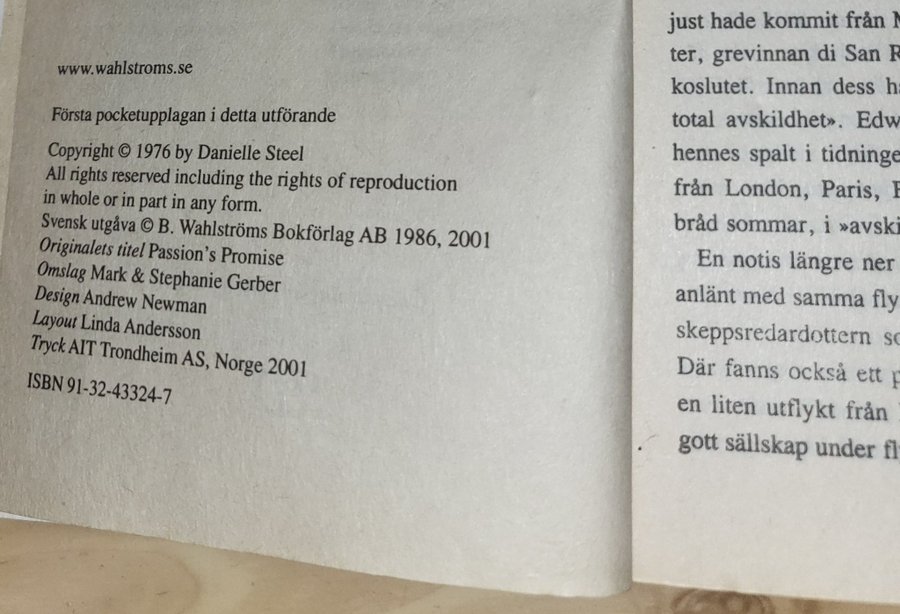 www.wahlstroms.se
Första pocketupplagan i detta utförande
Copyright © 1976 by Danielle Steel
All rights reserved including the rights of reproduction
in whole or in part in any form.
Svensk utgåva © B. Wahlströms Bokförlag AB 1986, 2001
Originalets titel Passion's Promise
Omslag Mark & Stephanie Gerber
Design Andrew Newman
Layout Linda Andersson
Tryck AIT Trondheim AS, Norge 2001
ISBN 91-32-43324-7
just hade kommit från
ter, grevinnan di San
koslutet. Innan dess
total avskildhet». 
hennes spalt i
från London, Paris,
bråd sommar, i
En notis längre ner
anlänt med samma
skeppsredardottern
Där fanns också ett
en liten utflykt från
gott sällskap under